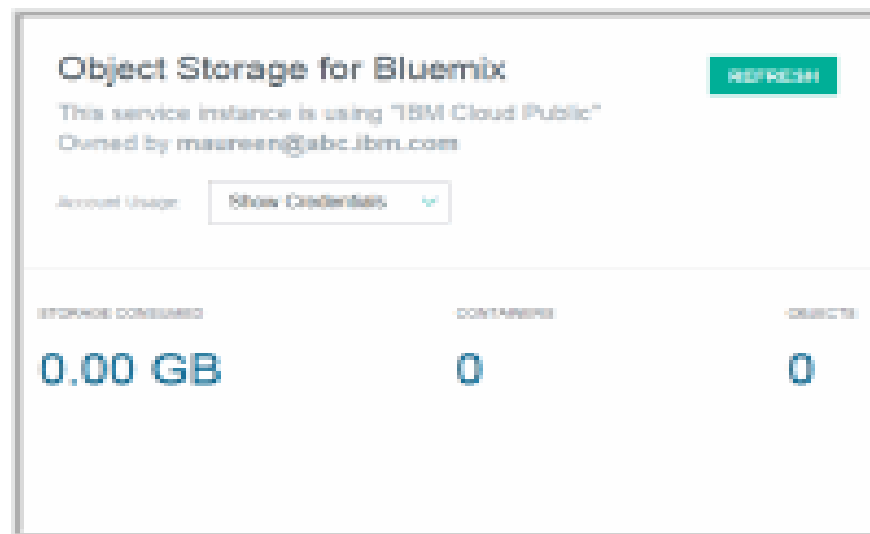 Object Storage for Bluemix
REFRESH
This service instance is using "IBM Cloud Public"
Owned by maureen@abc.ibm.com
Account Usage
Show Credentials
STORAGE CONSUMED
CONTAINERS
OBJECTS
0.00 GB
0
0